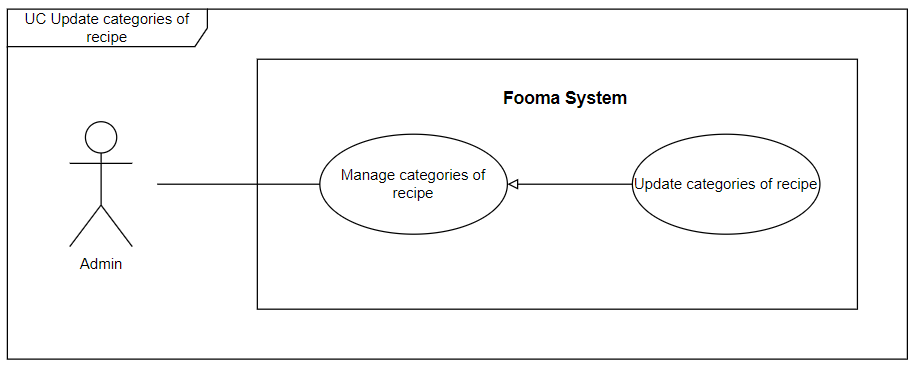 UC Update categories of
recipe
Fooma System
Manage categories of
recipe
Update categories of recipe
Admin